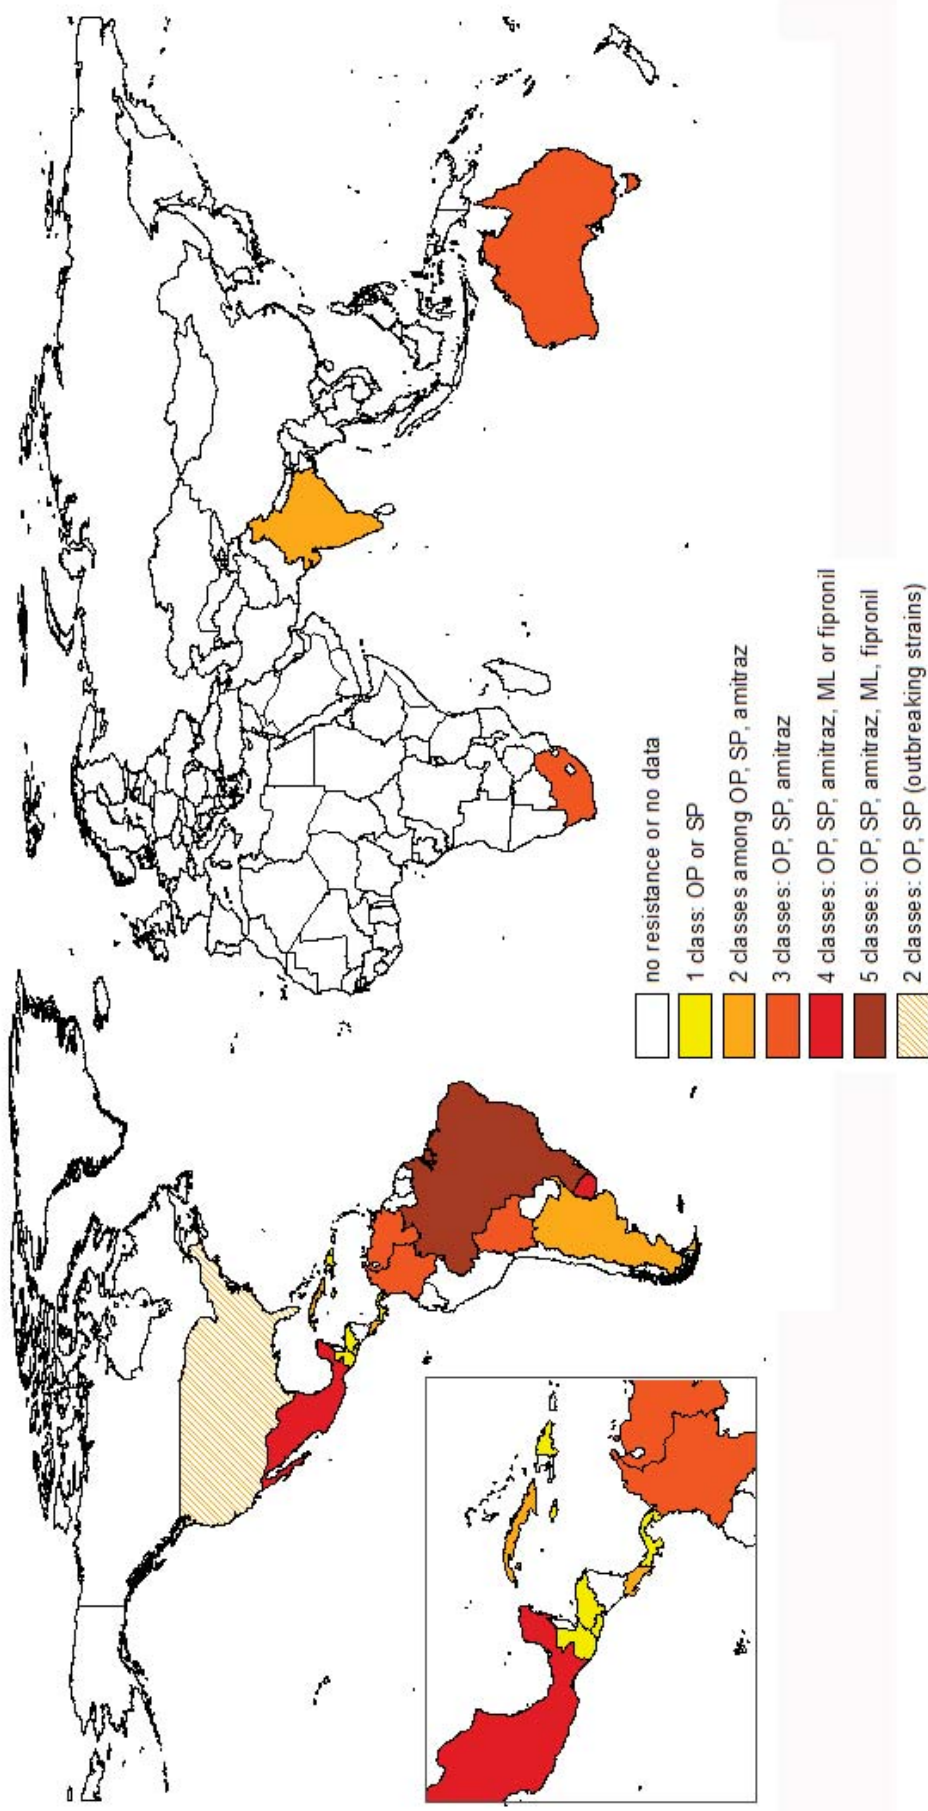 no resistance or no data
1 class: OP or SP
2 classes among OP, SP, amitraz
3 classes: OP, SP, amitraz
4 classes: OP, SP, amitraz, ML or fipronil
5 classes: OP, SP, amitraz, ML, fipronil
2 classes: OP, SP (outbreaking strains)